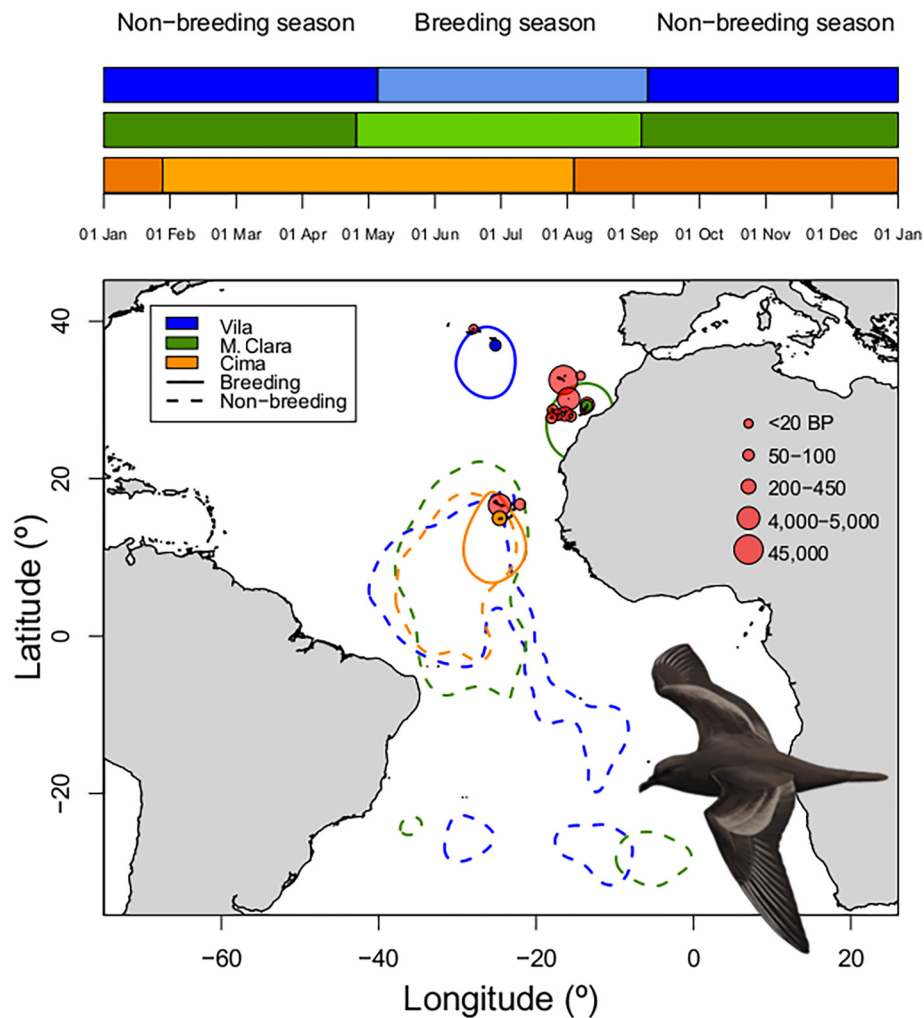 Non−breeding season Breeding season Non−breeding season
01 Jan 01 Feb 01 Mar 01 Apr 01 May 01 Jun 01 Jul 01 Aug 01 Sep 01 Oct 01 Nov 01 Dec 01 Jan
Vila
M. Clara
Cima
Breeding
Non−breeding
<20 BP
50−100
200−450
4,000−5,000
45,000
40
20
0
−20
Latitude (º)
−60 −40 −20 0 20
Longitude (º)